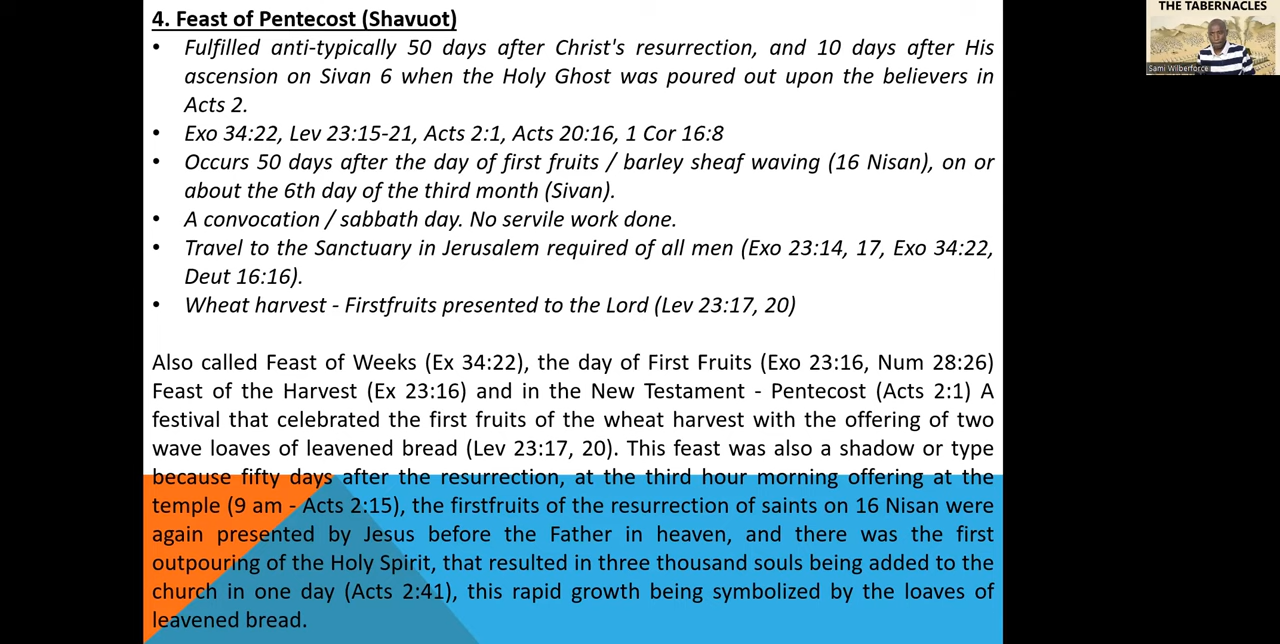 4. Feast of Pentecost (Shavuot)
• Fulfilled anti-typically 50 days after Christ's resurrection, and 10 days after His
ascension on Sivan 6 when the Holy Ghost was poured out upon the believers in
Acts 2.
• Exo 34:22, Lev 23:15-21, Acts 2:1, Acts 20:16, 1 Cor 16:8
• Occurs 50 days after the day of first fruits / barley sheaf waving (16 Nisan), on or
about the 6th day of the third month (Sivan).
• A convocation / sabbath day. No servile work done.
• Travel to the Sanctuary in Jerusalem required of all men (Exo 23:14, 17, Exo 34:22,
Deut 16:16).
• Wheat harvest - Firstfruits presented to the Lord (Lev 23:17, 20)
Also called Feast of Weeks (Ex 34:22), the day of First Fruits (Exo 23:16, Num 28:26)
Feast of the Harvest (Ex 23:16) and in the New Testament - Pentecost (Acts 2:1) A
festival that celebrated the first fruits of the wheat harvest with the offering of two
wave loaves of leavened bread (Lev 23:17, 20). This feast was also a shadow or type
because fifty days after the resurrection, at the third hour morning offering at the
temple (9 am - Acts 2:15), the firstfruits of the resurrection of saints on 16 Nisan were
again presented by Jesus before the Father in heaven, and there was the first
outpouring of the Holy Spirit, that resulted in three thousand souls being added to the
church in one day (Acts 2:41), this rapid growth being symbolized by the loaves of
leavened bread.
THE TABERNACLES
Sami Wilberforce